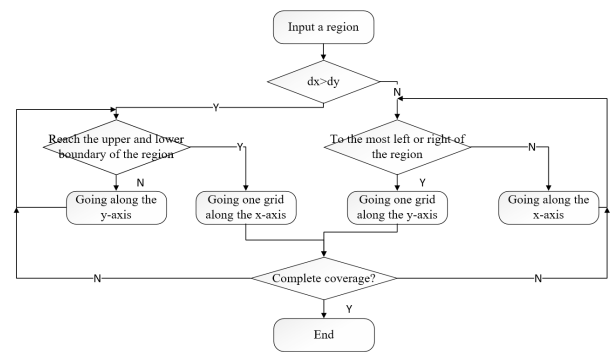 Input a region
dx>dy
N
Y
Reach the upper and lower
boundary of the region
Y
To the most left or right of
the region
N
N
Y
Going along the
y-axis
Going one grid
along the x-axis
Going one grid
along the y-axis
Going along the
x-axis
N
Complete coverage?
N
Y
End